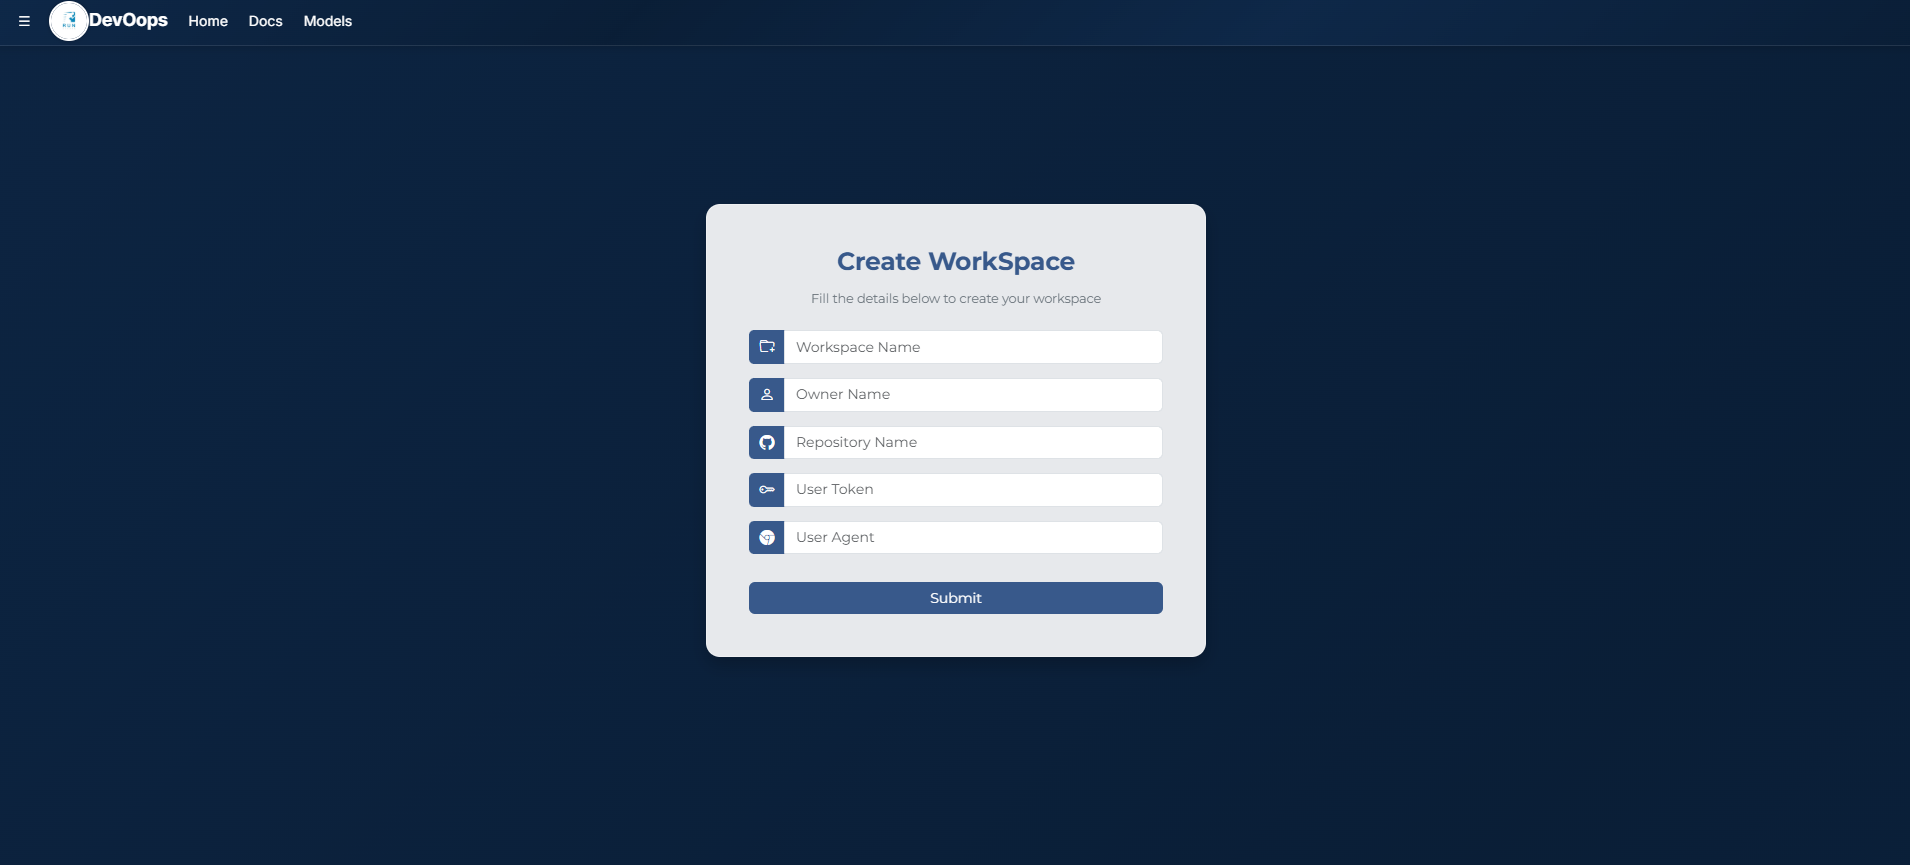 ☰ RUN DevOops Home Docs Models
Create WorkSpace
Fill the details below to create your workspace
Workspace Name
Owner Name
Repository Name
User Token
User Agent
Submit